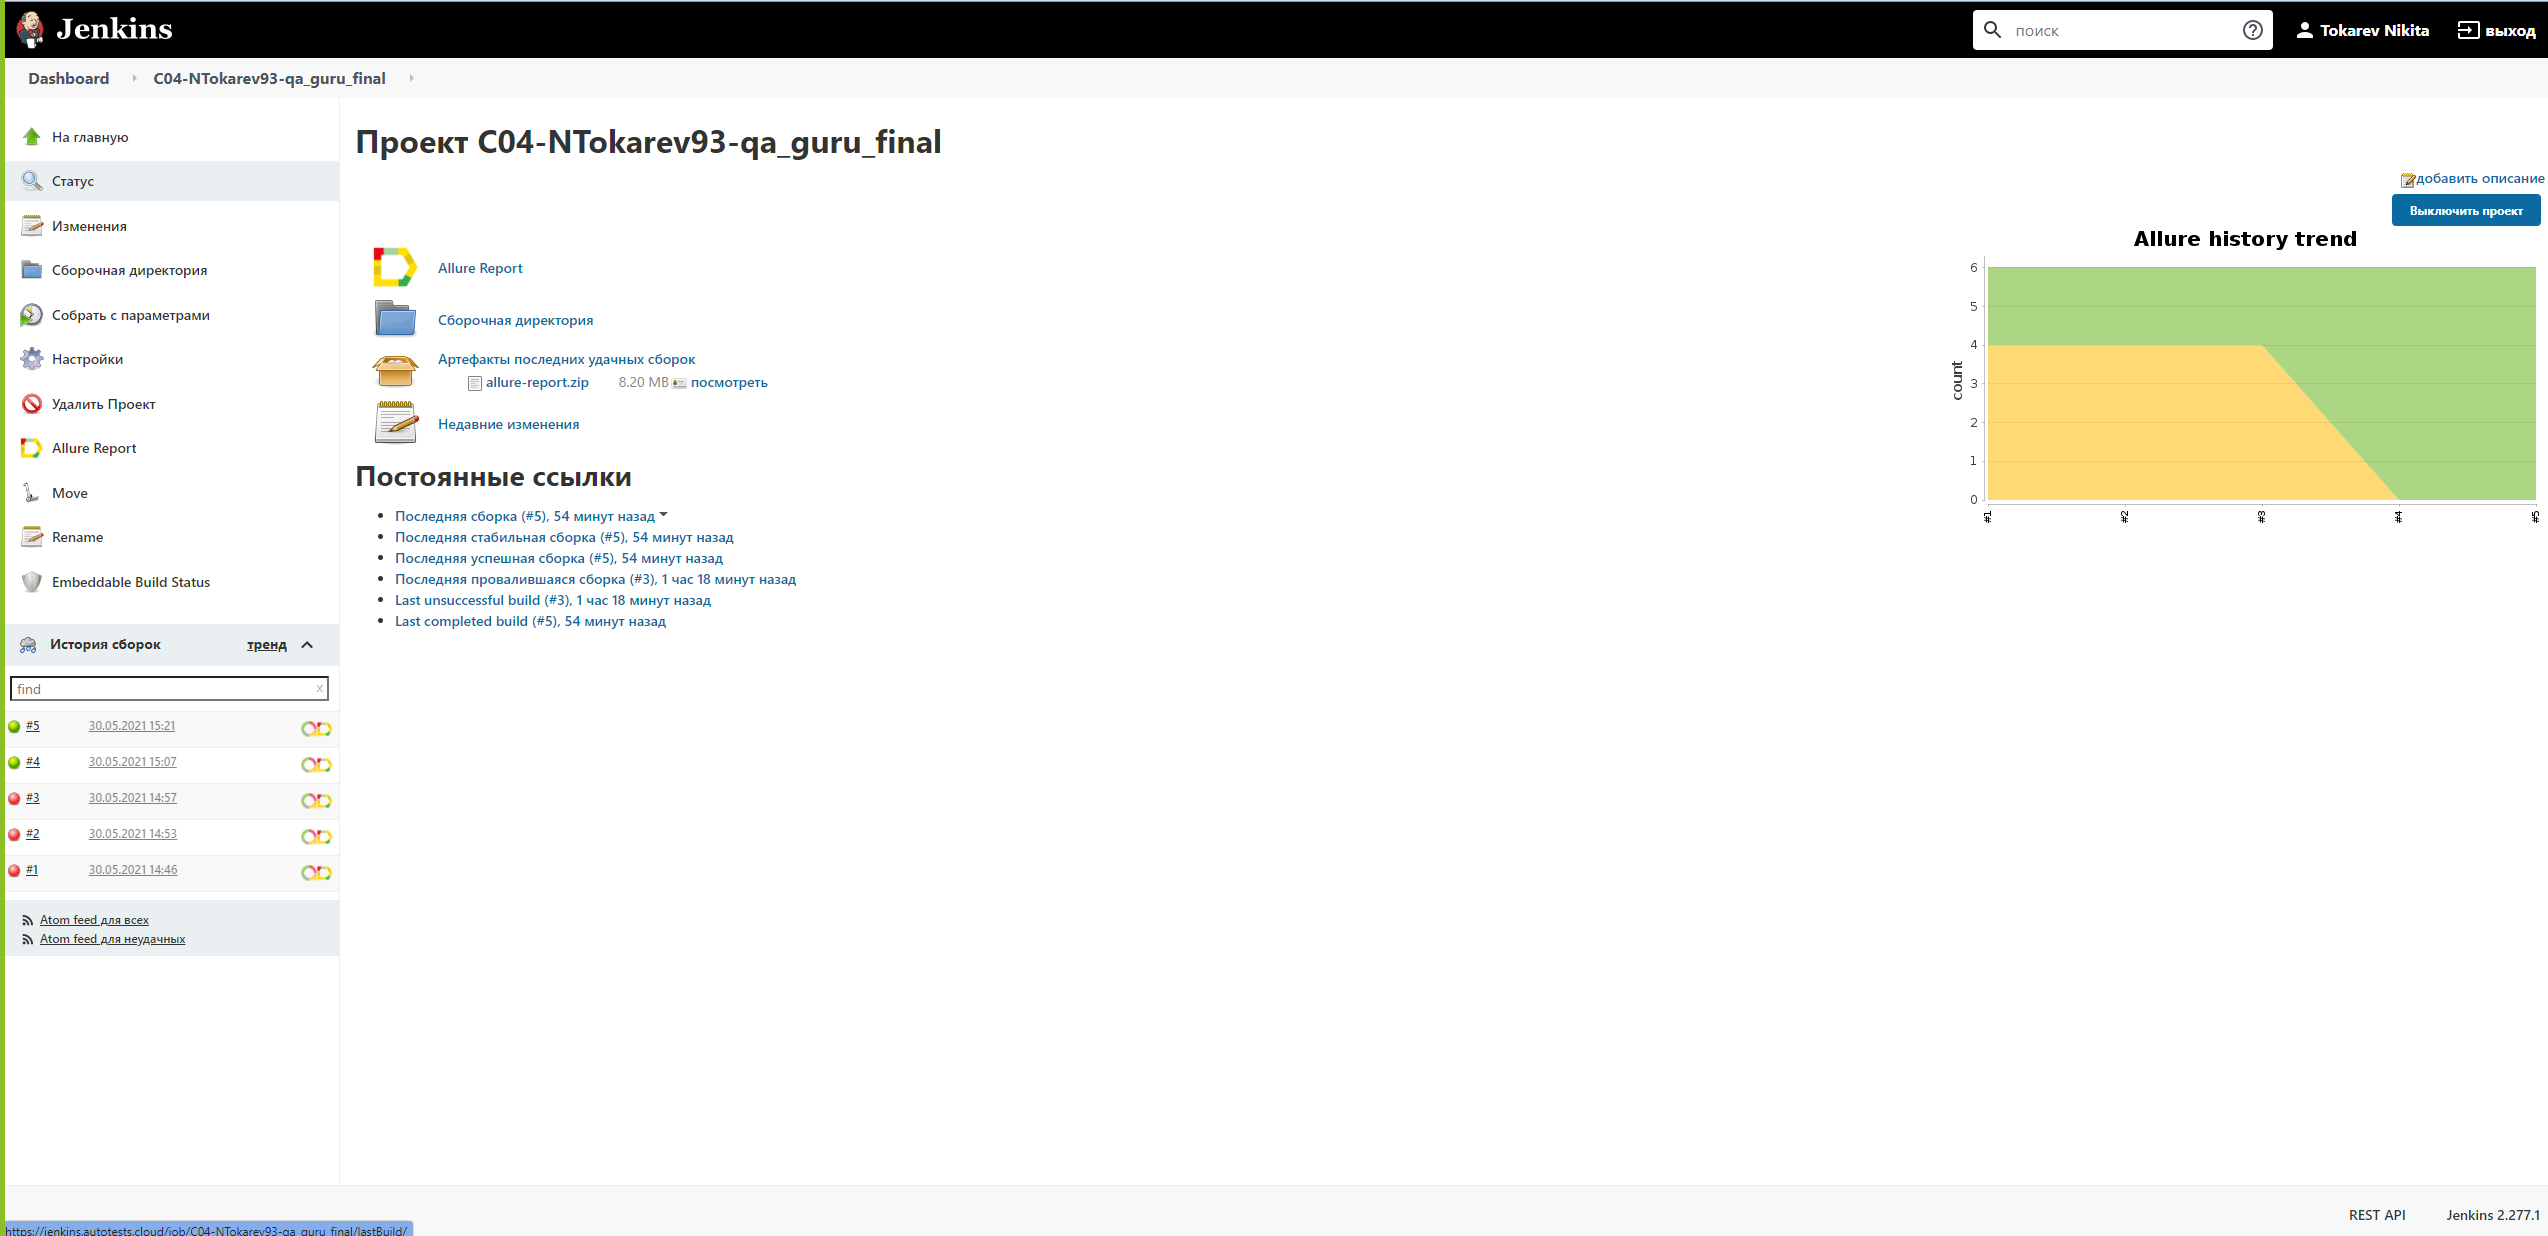 Jenkins
поиск
Tokarev Nikita
выход
Dashboard
C04-NTokarev93-qa_guru_final
На главную
Статус
Изменения
Сборочная директория
Собрать с параметрами
Настройки
Удалить Проект
Allure Report
Move
Rename
Embeddable Build Status
История сборок
тренд
find
x
#5 30.05.2021 15:21
#4 30.05.2021 15:07
#3 30.05.2021 14:57
#2 30.05.2021 14:53
#1 30.05.2021 14:46
Atom feed для всех
Atom feed для неудачных
Проект C04-NTokarev93-qa_guru_final
добавить описание
Выключить проект
Allure Report
Сборочная директория
Артефакты последних удачных сборок
allure-report.zip 8.20 MB посмотреть
Недавние изменения
Постоянные ссылки
Последняя сборка (#5), 54 минут назад
Последняя стабильная сборка (#5), 54 минут назад
Последняя успешная сборка (#5), 54 минут назад
Последняя провалившаяся сборка (#3), 1 час 18 минут назад
Last unsuccessful build (#3), 1 час 18 минут назад
Last completed build (#5), 54 минут назад
Allure history trend
count
6
5
4
3
2
1
0
#1
#2
#3
#4
#5
REST API
Jenkins 2.277.1
https://jenkins.autotests.cloud/job/C04-NTokarev93-qa_guru_final/lastBuild/